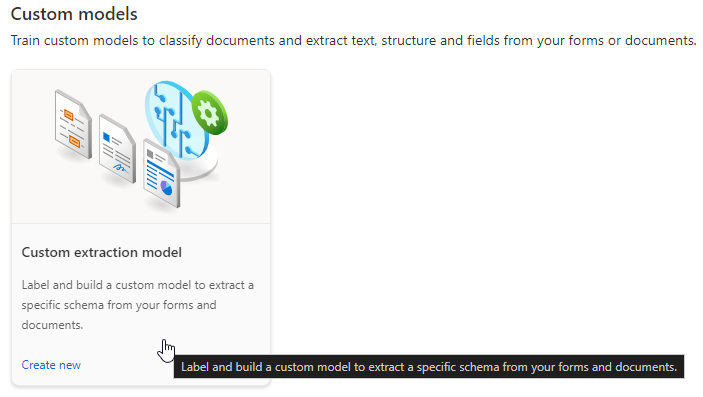 Custom models
Train custom models to classify documents and extract text, structure and fields from your forms or documents.
Custom extraction model
Label and build a custom model to extract a
specific schema from your forms and
documents.
Create new
Label and build a custom model to extract a specific schema from your forms and documents.